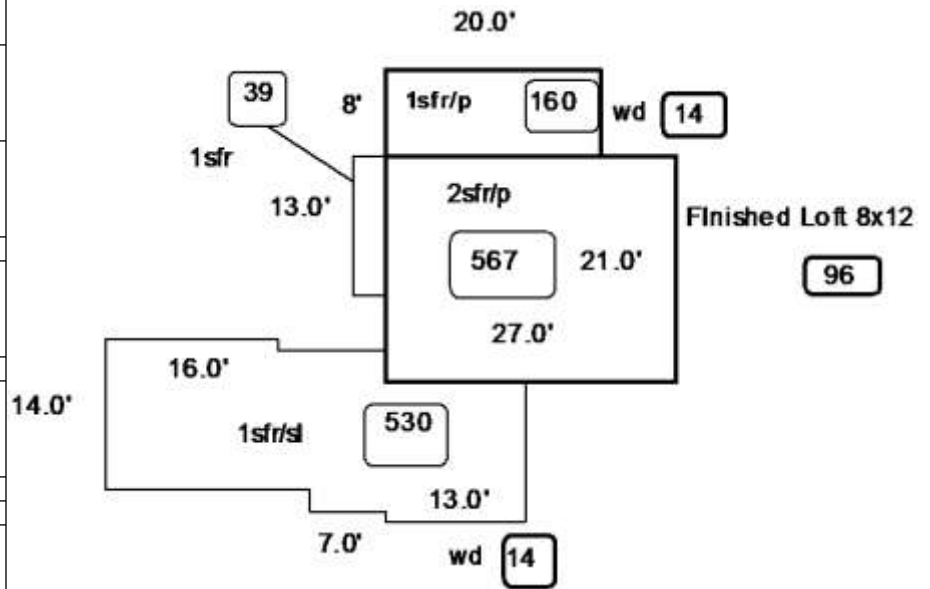 20.0'
39
8'
1sfr/p
160
wd
14
1sfr
13.0'
2sfr/p
FInished Loft 8x12
567
21.0'
96
27.0'
16.0'
14.0'
530
1sfr/sl
13.0'
7.0'
wd
14